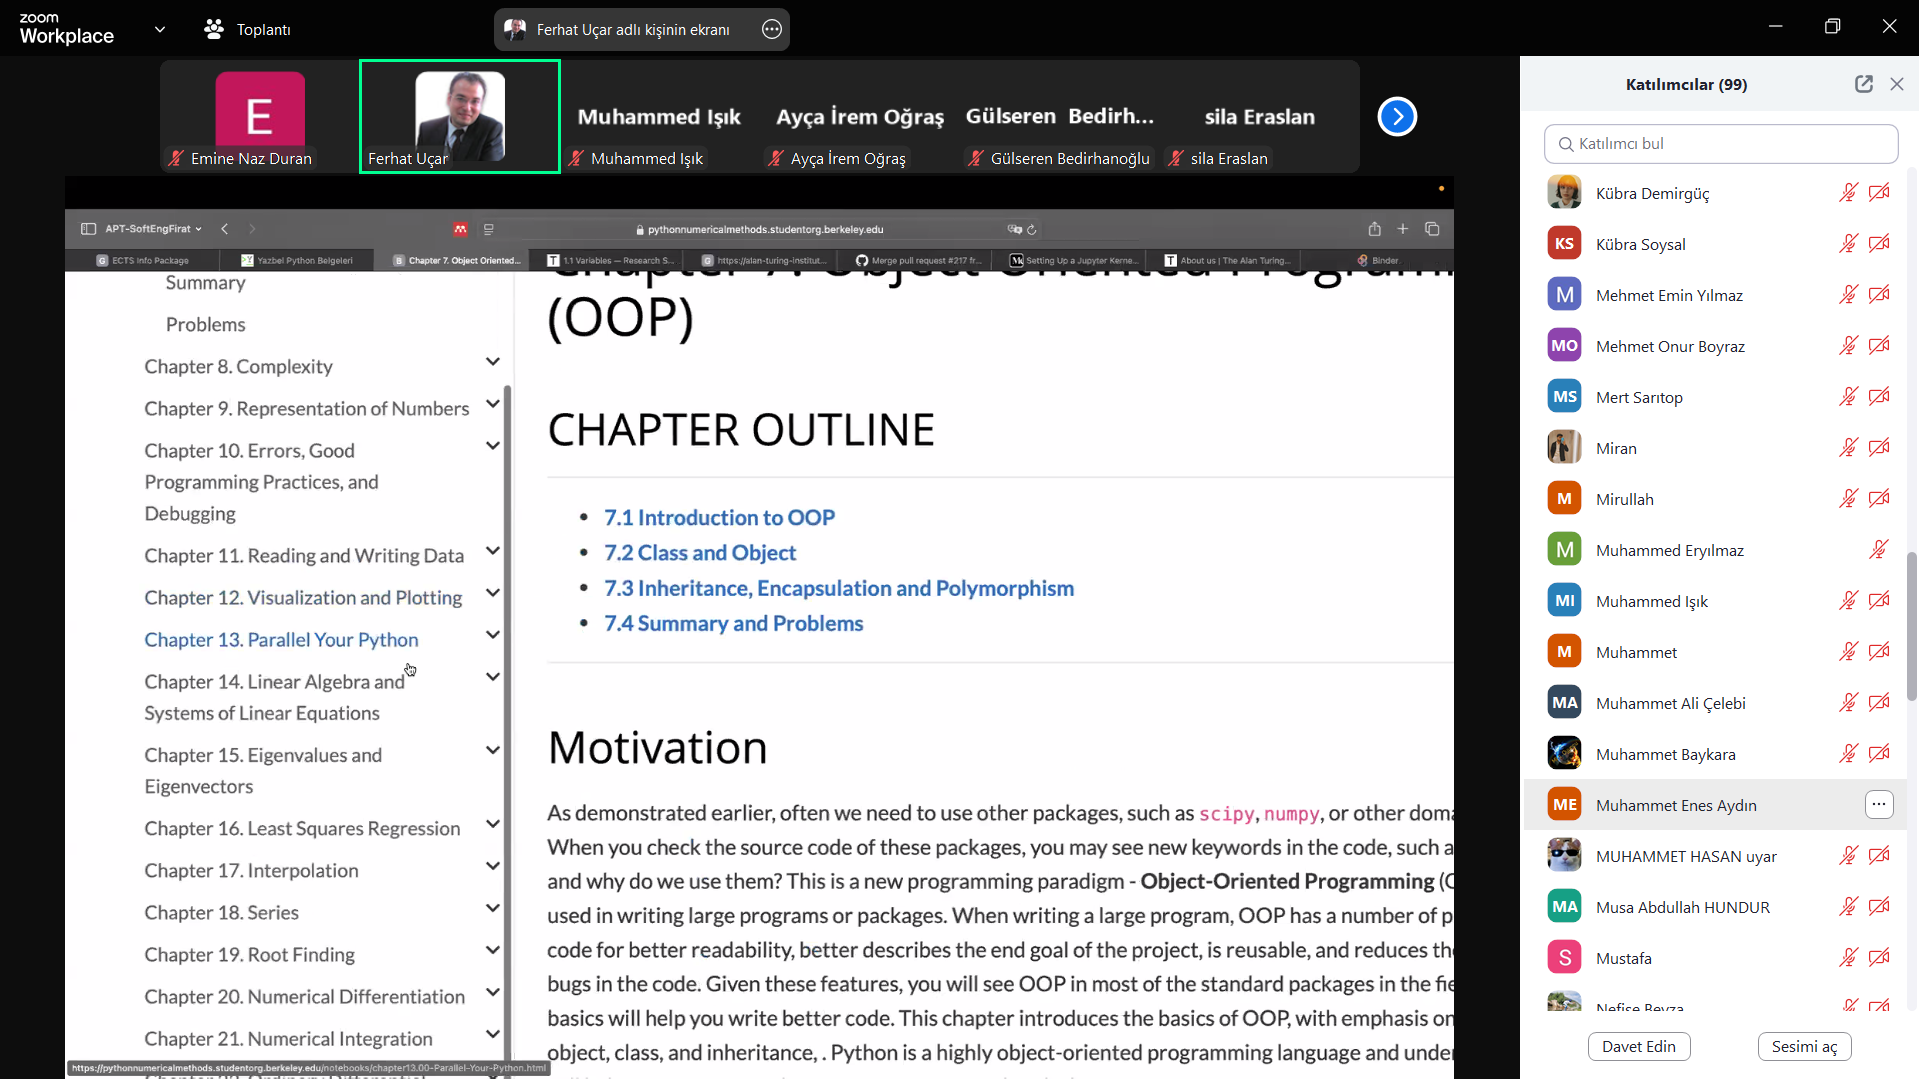 zoom
Workplace
Toplantı
Ferhat Uçar adlı kişinin ekranı
E
Emine Naz Duran
Ferhat Uçar
Muhammed Işık
Muhammed Işık
Ayça İrem Oğraş
Ayça İrem Oğraş
Gülseren Bedirh...
Gülseren Bedirhanoğlu
sila Eraslan
sila Eraslan
APT-SoftEngFirat
pythonnumericalmethods.studentorg.berkeley.edu
ECTS Info Package
Yazbel Python Belgeleri
Chapter 7. Object Oriented...
1.1 Variables — Research S...
https://alan-turing-institut...
Merge pull request #217 fr...
Setting Up a Jupyter Kerne...
About us | The Alan Turing...
Binder
Summary
Problems
Chapter 8. Complexity
Chapter 9. Representation of Numbers
Chapter 10. Errors, Good
Programming Practices, and
Debugging
Chapter 11. Reading and Writing Data
Chapter 12. Visualization and Plotting
Chapter 13. Parallel Your Python
Chapter 14. Linear Algebra and
Systems of Linear Equations
Chapter 15. Eigenvalues and
Eigenvectors
Chapter 16. Least Squares Regression
Chapter 17. Interpolation
Chapter 18. Series
Chapter 19. Root Finding
Chapter 20. Numerical Differentiation
Chapter 21. Numerical Integration
https://pythonnumericalmethods.studentorg.berkeley.edu/notebooks/chapter13.00-Parallel-Your-Python.html
Chapter 7. Object Oriented
(OOP)
CHAPTER OUTLINE
• 7.1 Introduction to OOP
• 7.2 Class and Object
• 7.3 Inheritance, Encapsulation and Polymorphism
• 7.4 Summary and Problems
Motivation
As demonstrated earlier, often we need to use other packages, such as scipy, numpy, or other
When you check the source code of these packages, you may see new keywords in the code, such a
and why do we use them? This is a new programming paradigm - Object-Oriented Programming
used in writing large programs or packages. When writing a large program, OOP has a number of p
code for better readability, better describes the end goal of the project, is reusable, and reduces
bugs in the code. Given these features, you will see OOP in most of the standard packages in the
basics will help you write better code. This chapter introduces the basics of OOP, with emphasis on
object, class, and inheritance, . Python is a highly object-oriented programming language and
Katılımcılar (99)
Katılımcı bul
Kübra Demirgüç
KS Kübra Soysal
M Mehmet Emin Yılmaz
MO Mehmet Onur Boyraz
MS Mert Sarıtop
Miran
M Mirullah
M Muhammed Eryılmaz
MI Muhammed Işık
M Muhammet
MA Muhammet Ali Çelebi
Muhammet Baykara
ME Muhammet Enes Aydın
MUHAMMET HASAN uyar
MA Musa Abdullah HUNDUR
S Mustafa
Nefise Beyza
Davet Edin
Sesimi aç